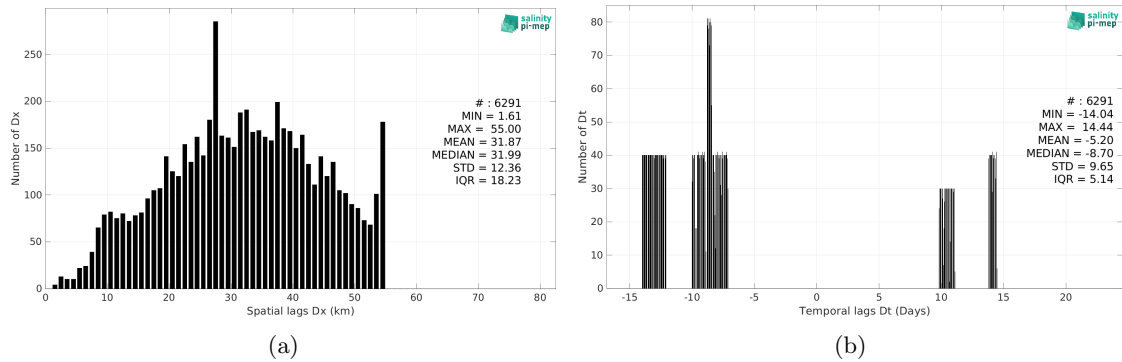 salinity
pi-mep
250
200
150
100
50
0
Number of Dx
# : 6291
MIN = 1.61
MAX = 55.00
MEAN = 31.87
MEDIAN = 31.99
STD = 12.36
IQR = 18.23
0 10 20 30 40 50 60 70 80
Spatial lags Dx (km)
(a)
salinity
pi-mep
80
70
60
50
40
30
20
10
0
Number of Dt
# : 6291
MIN = -14.04
MAX = 14.44
MEAN = -5.20
MEDIAN = -8.70
STD = 9.65
IQR = 5.14
-15 -10 -5 0 5 10 15 20
Temporal lags Dt (Days)
(b)